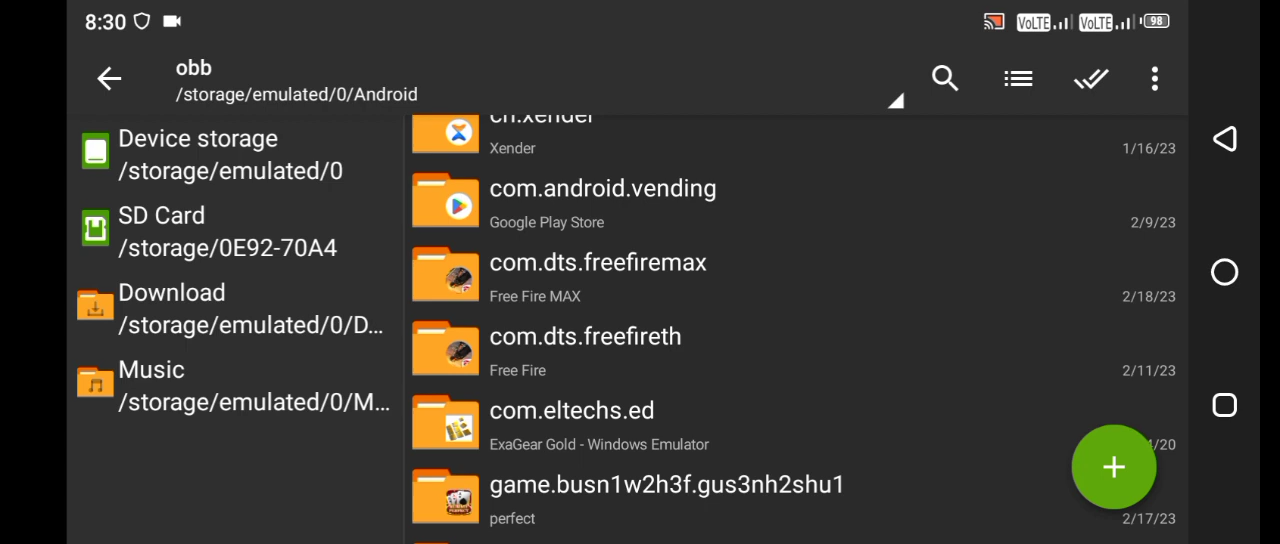 8:30
VoLTE VoLTE 98
obb
/storage/emulated/0/Android
Device storage
/storage/emulated/0
SD Card
/storage/0E92-70A4
Download
/storage/emulated/0/D...
Music
/storage/emulated/0/M...
cn.xender
Xender
1/16/23
com.android.vending
Google Play Store
2/9/23
com.dts.freefiremax
Free Fire MAX
2/18/23
com.dts.freefireth
Free Fire
2/11/23
com.eltechs.ed
ExaGear Gold - Windows Emulator
/20
game.busn1w2h3f.gus3nh2shu1
perfect
2/17/23